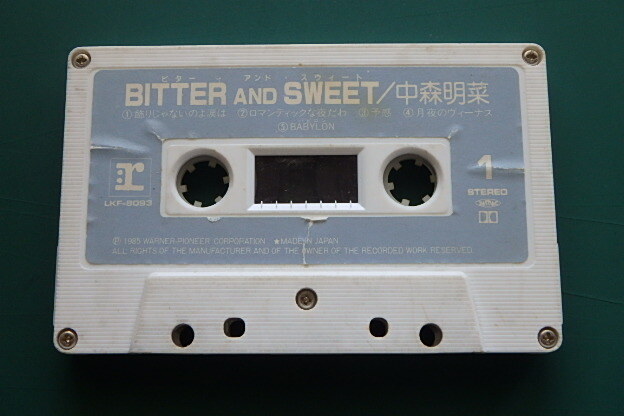 ビター・アンド・スウィート
BITTER AND SWEET/中森明菜
①飾りじゃないのよ涙は ②ロマンティックな夜だわ ③予感 ④月夜のヴィーナス
⑤BABYLON
r
LKF-8093
1
STEREO
Ⓟ1985 WARNER-PIONEER CORPORATION ★MADE IN JAPAN
ALL RIGHTS OF THE MANUFACTURER AND OF THE OWNER OF THE RECORDED WORK RESERVED.